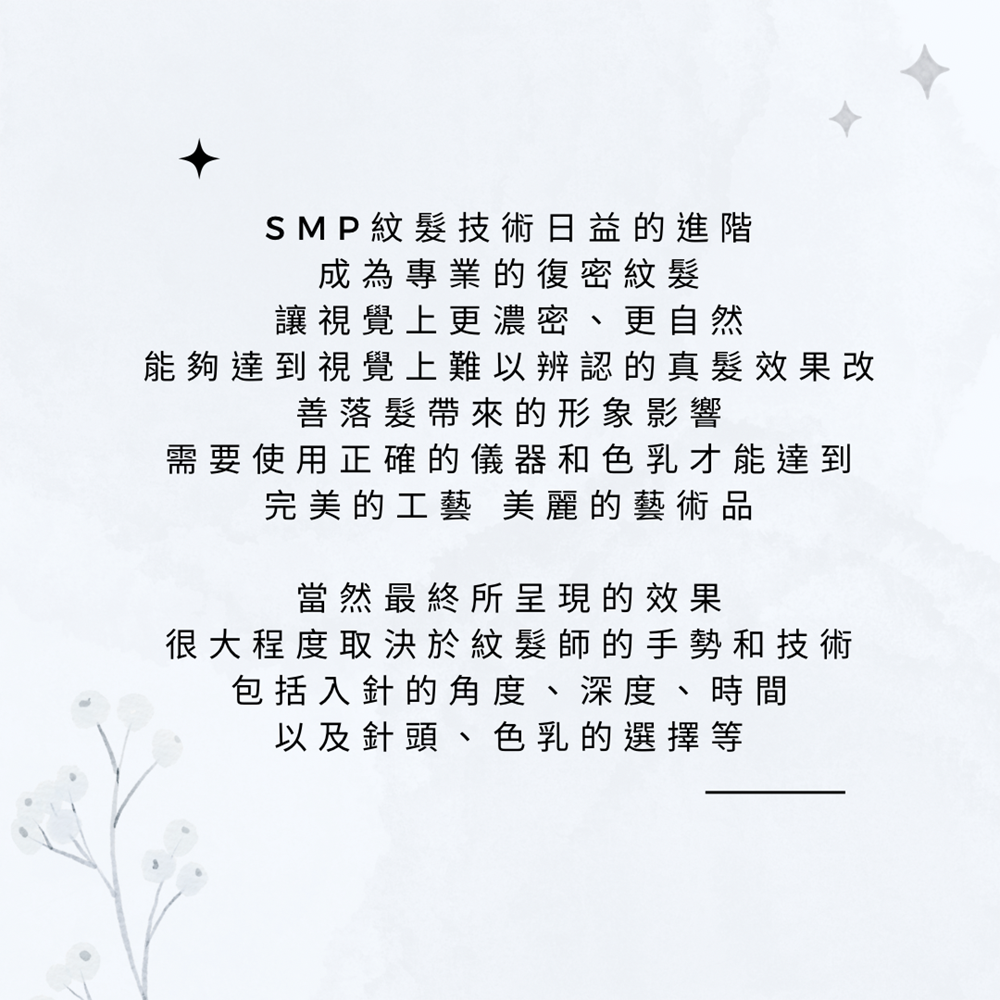 SMP紋髮技術日益的進階
成為專業的復密紋髮
讓視覺上更濃密、更自然
能夠達到視覺上難以辨認的真髮效果改
善落髮帶來的形象影響
需要使用正確的儀器和色乳才能達到
完美的工藝 美麗的藝術品
當然最終所呈現的效果
很大程度取決於紋髮師的手勢和技術
包括入針的角度、深度、時間
以及針頭、色乳的選擇等